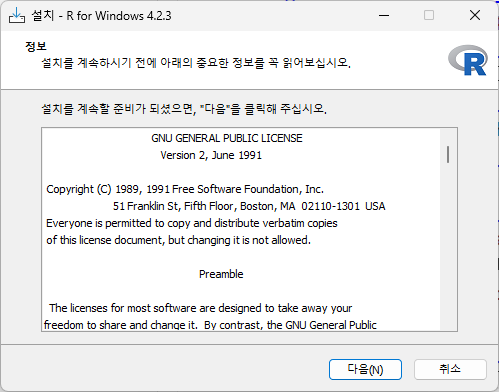 설치 - R for Windows 4.2.3
정보
설치를 계속하시기 전에 아래의 중요한 정보를 꼭 읽어보십시오.
R
설치를 계속할 준비가 되셨으면, "다음"을 클릭해 주십시오.
GNU GENERAL PUBLIC LICENSE
Version 2, June 1991
Copyright (C) 1989, 1991 Free Software Foundation, Inc.
51 Franklin St, Fifth Floor, Boston, MA  02110-1301  USA
Everyone is permitted to copy and distribute verbatim copies
of this license document, but changing it is not allowed.
Preamble
The licenses for most software are designed to take away your
freedom to share and change it.  By contrast, the GNU General Public
다음(N)
취소